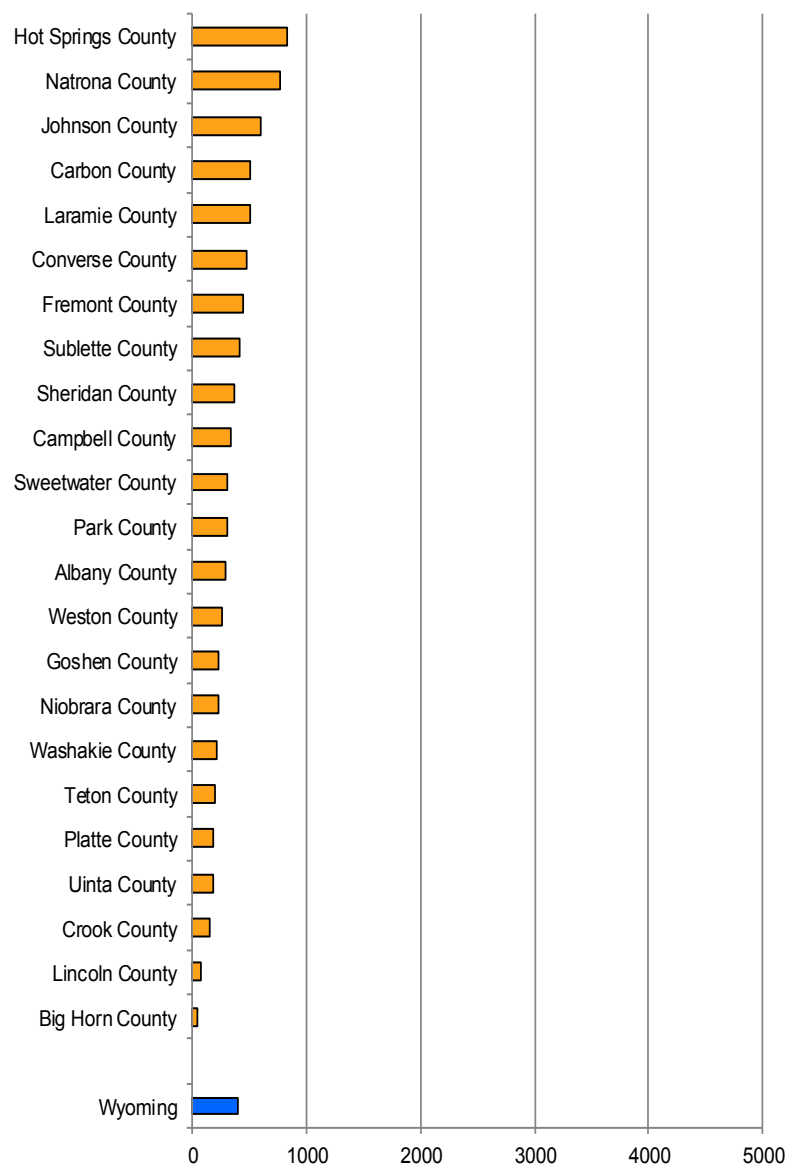 Hot Springs County
Natrona County
Johnson County
Carbon County
Laramie County
Converse County
Fremont County
Sublette County
Sheridan County
Campbell County
Sweetwater County
Park County
Albany County
Weston County
Goshen County
Niobrara County
Washakie County
Teton County
Platte County
Uinta County
Crook County
Lincoln County
Big Horn County
Wyoming
0 1000 2000 3000 4000 5000